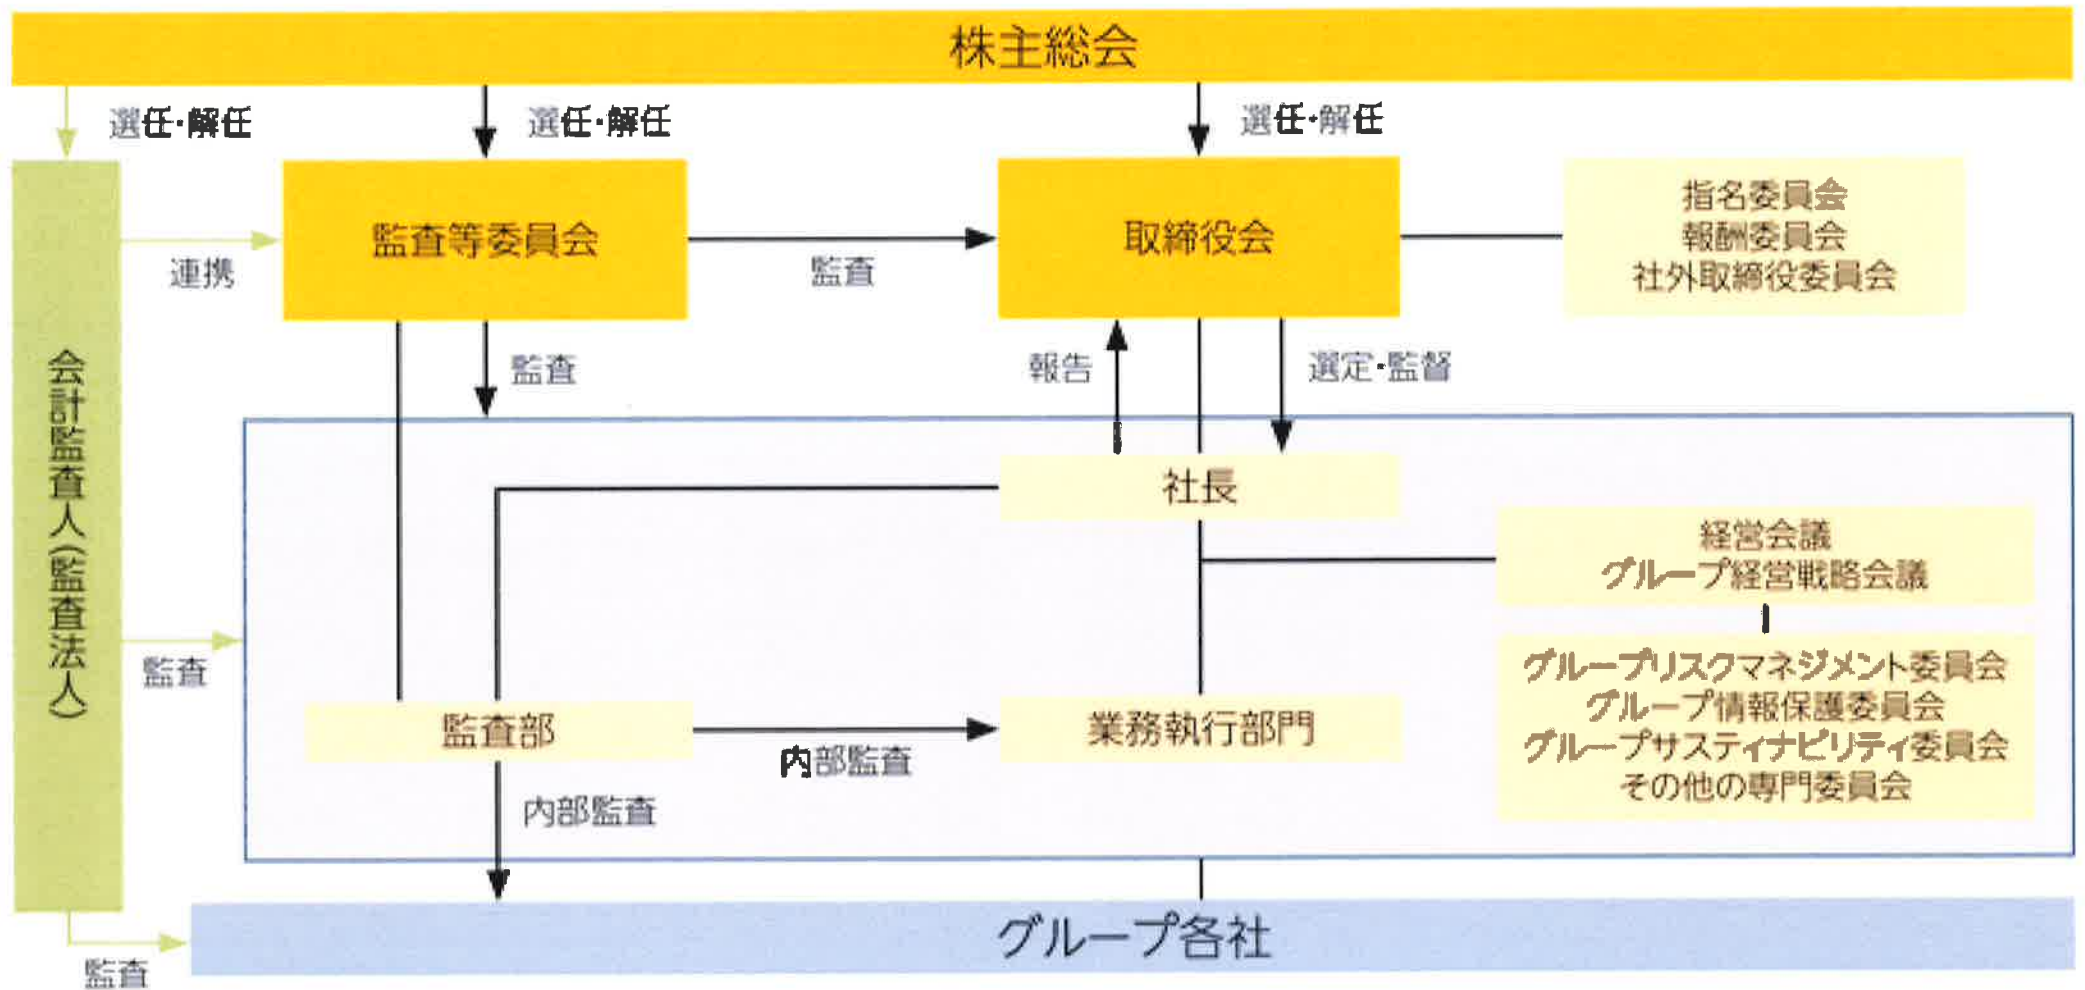 株主総会
選任・解任
選任・解任
選任・解任
会計監査人(監査法人)
連携
監査等委員会
監査
取締役会
指名委員会
報酬委員会
社外取締役委員会
監査
報告
選定・監督
社長
経営会議
グループ経営戦略会議
監査
グループリスクマネジメント委員会
グループ情報保護委員会
グループサスティナビリティ委員会
その他の専門委員会
監査部
内部監査
業務執行部門
内部監査
グループ各社
監査